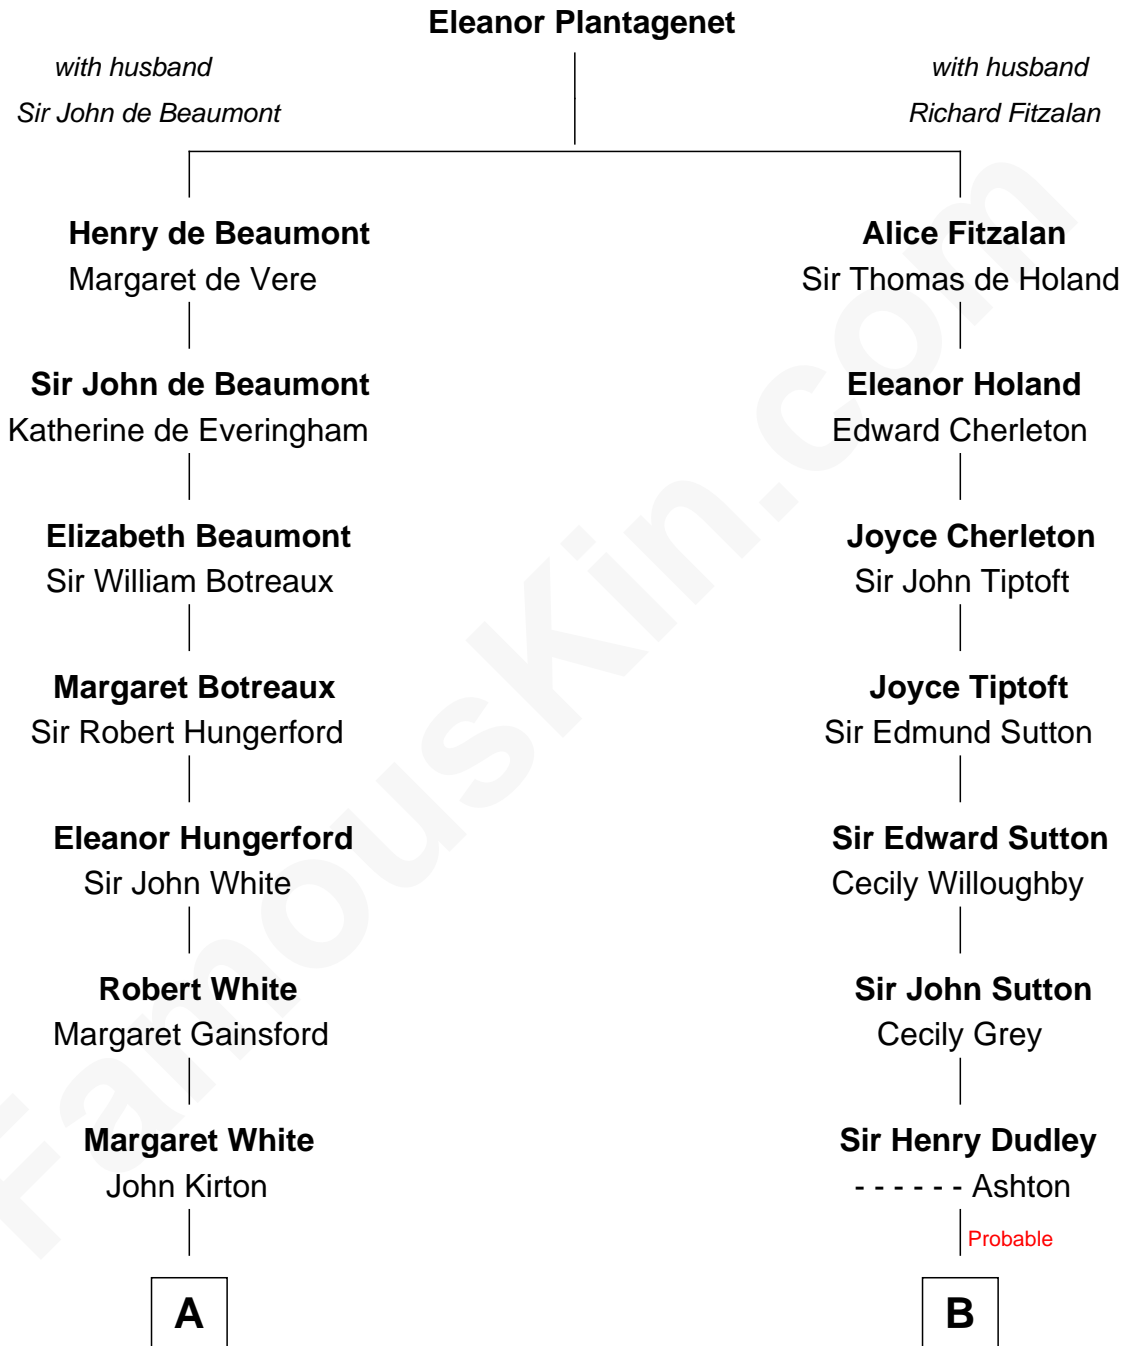 Eleanor Plantagenet
with husband
Sir John de Beaumont
with husband
Richard Fitzalan
Henry de Beaumont
Margaret de Vere
Alice Fitzalan
Sir Thomas de Holand
Sir John de Beaumont
Katherine de Everingham
Eleanor Holand
Edward Cherleton
Elizabeth Beaumont
Sir William Botreaux
Joyce Cherleton
Sir John Tiptoft
Margaret Botreaux
Sir Robert Hungerford
Joyce Tiptoft
Sir Edmund Sutton
Eleanor Hungerford
Sir John White
Sir Edward Sutton
Cecily Willoughby
Robert White
Margaret Gainsford
Sir John Sutton
Cecily Grey
Margaret White
John Kirton
Sir Henry Dudley
- - - - - - Ashton
Probable
A
B
FamousKin.com